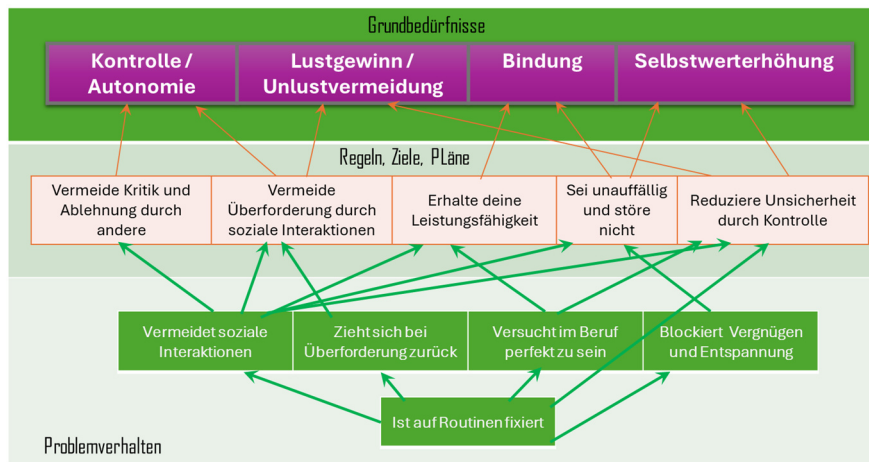 Grundbedürfnisse
Kontrolle /
Autonomie
Lustgewinn /
Unlustvermeidung
Bindung
Selbstwerterhöhung
Regeln, Ziele, PLäne
Vermeide Kritik und
Ablehnung durch
andere
Vermeide
Überforderung durch
soziale Interaktionen
Erhalte deine
Leistungsfähigkeit
Sei unauffällig
und störe
nicht
Reduziere Unsicherheit
durch Kontrolle
Vermeidet soziale
Interaktionen
Zieht sich bei
Überforderung zurück
Versucht im Beruf
perfekt zu sein
Blockiert Vergnügen
und Entspannung
Ist auf Routinen fixiert
Problemverhalten